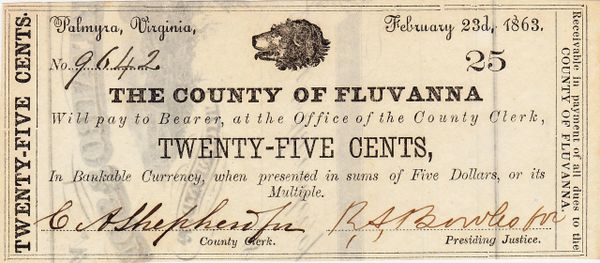 TWENTY-FIVE CENTS.
Palmyra, Virginia,
February 23d, 1863.
No. 9642
25
THE COUNTY OF FLUVANNA
Will pay to Bearer, at the Office of the County Clerk,
TWENTY-FIVE CENTS,
In Bankable Currency, when presented in sums of Five Dollars, or its
Multiple.
County Clerk.
Presiding Justice.
Receivable in payment of all dues to the
COUNTY OF FLUVANNA.